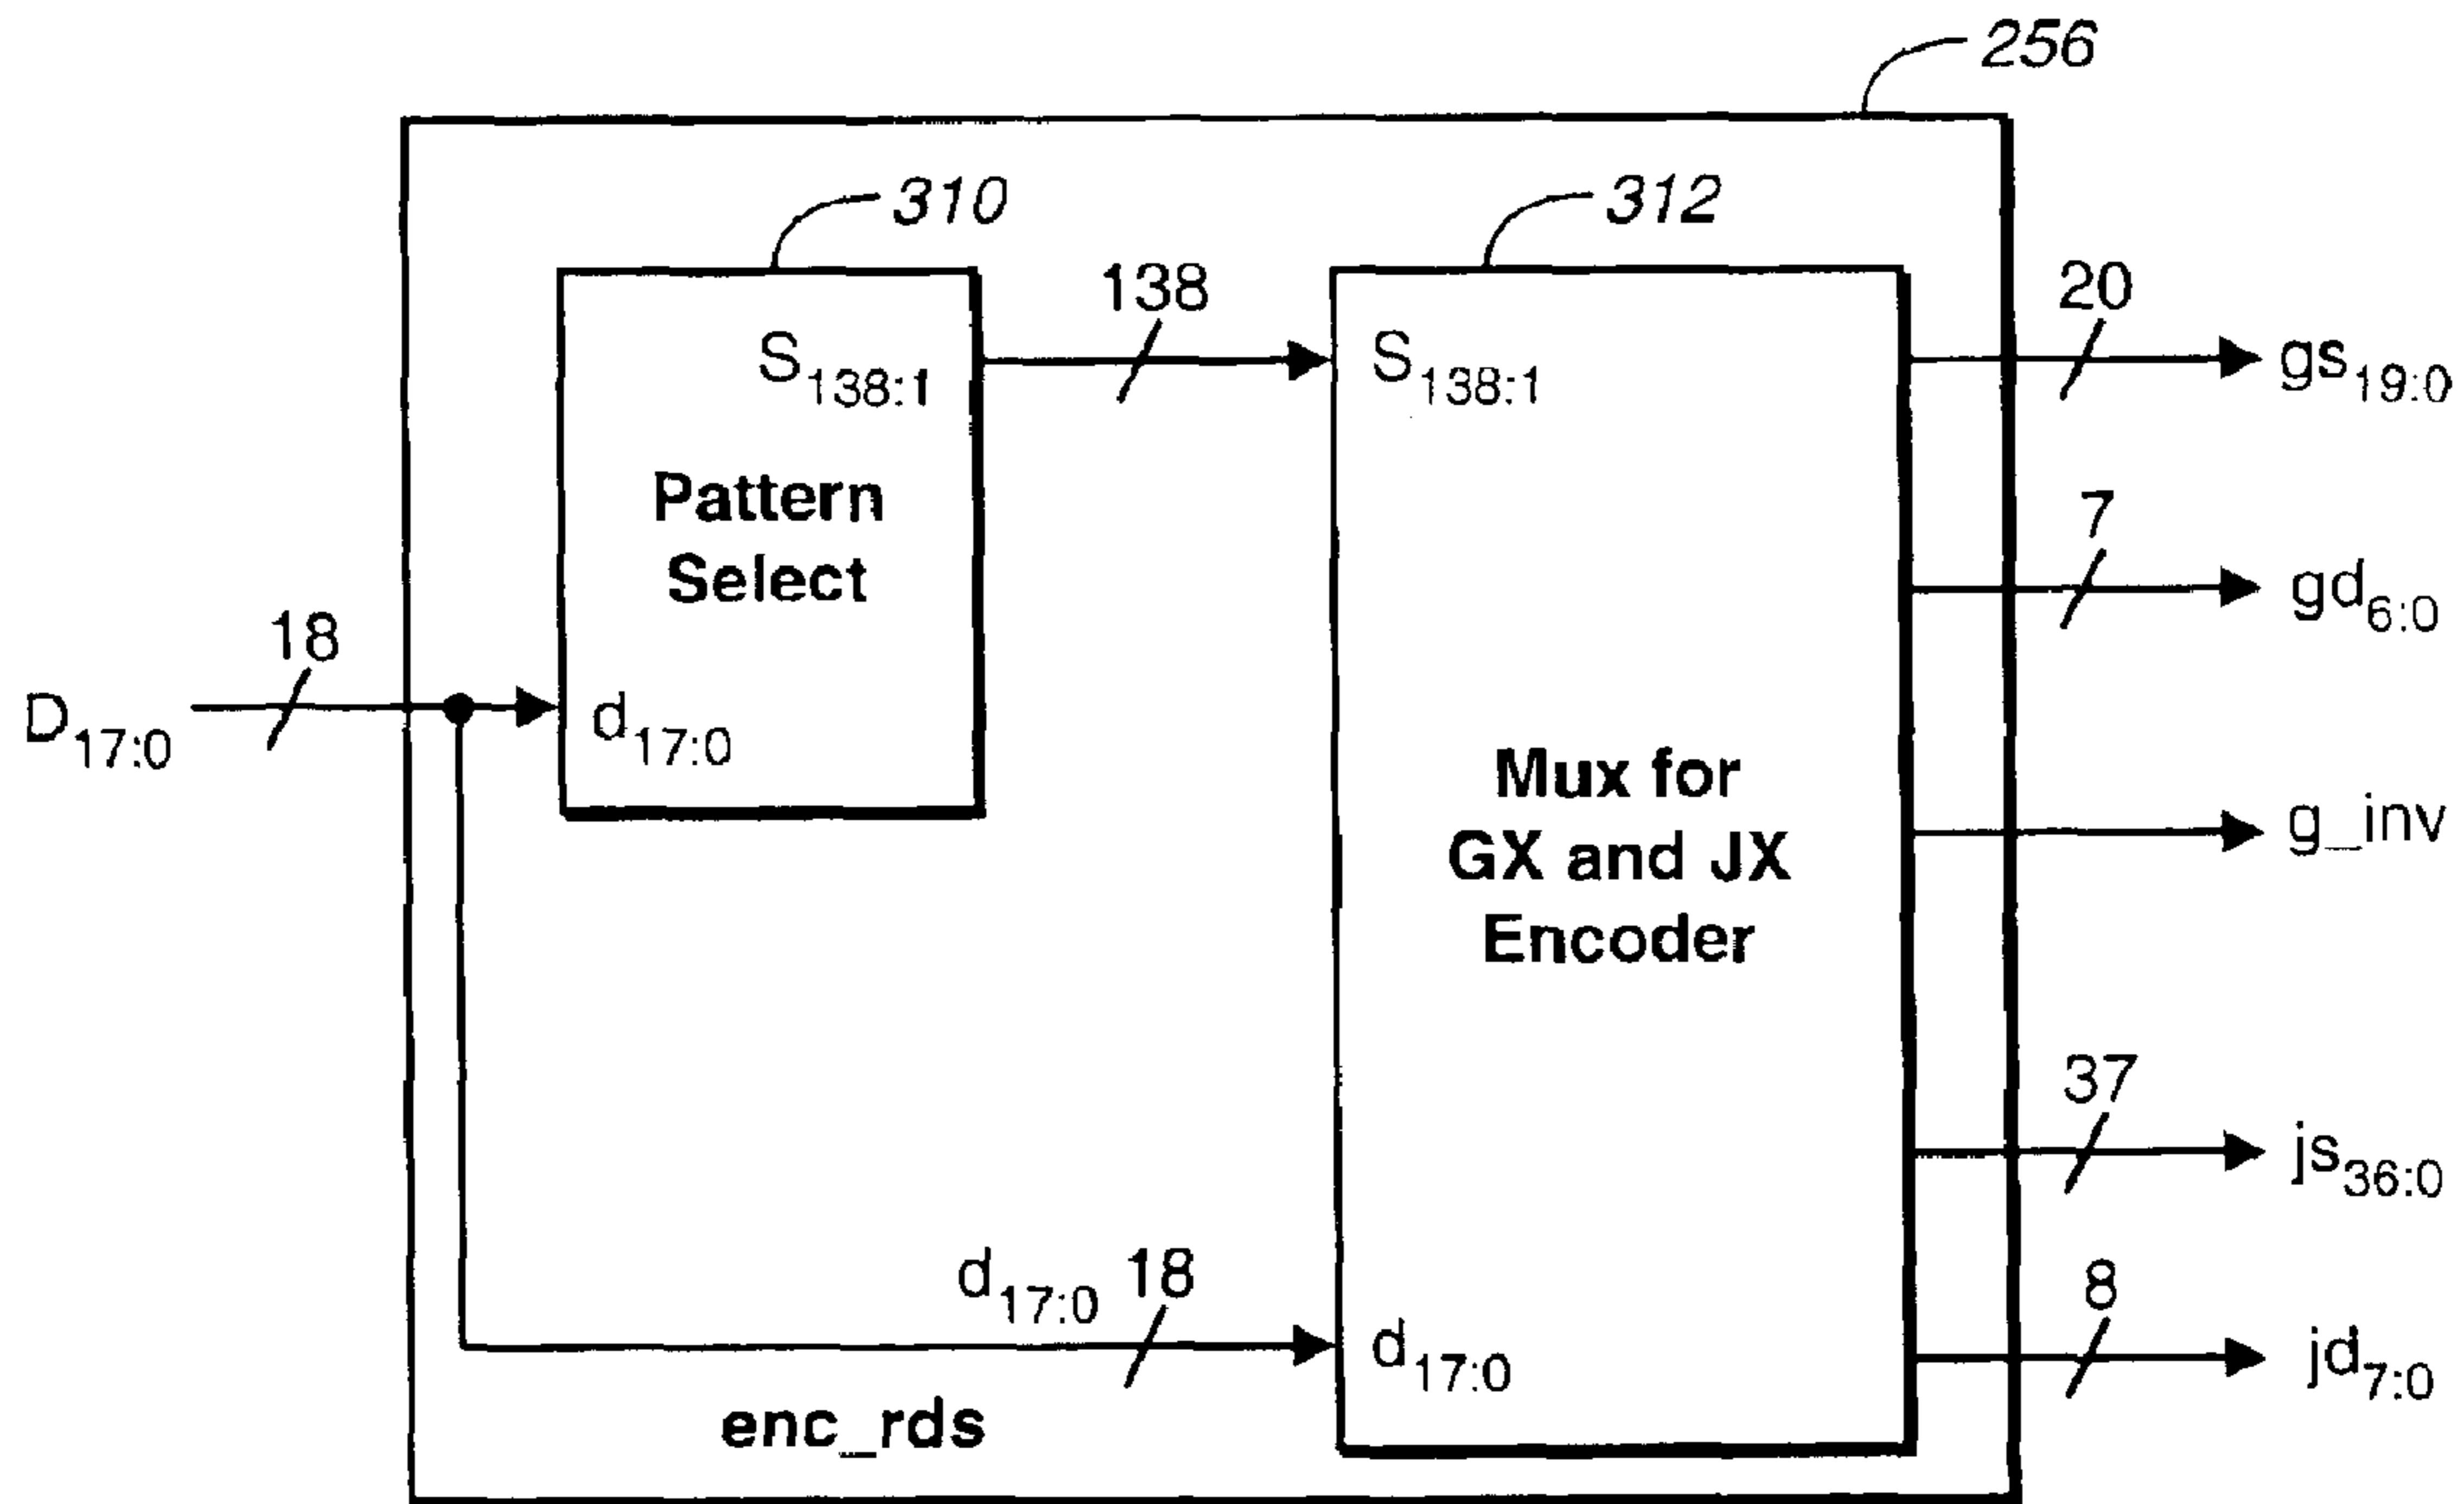 256
310
312
138
20
S138:1
S138:1
gs19:0
Pattern
Select
7
gd6:0
18
D17:0
d17:0
Mux for
GX and JX
Encoder
g_inv
37
js36:0
d17:0 18
8
d17:0
jd7:0
enc_rds